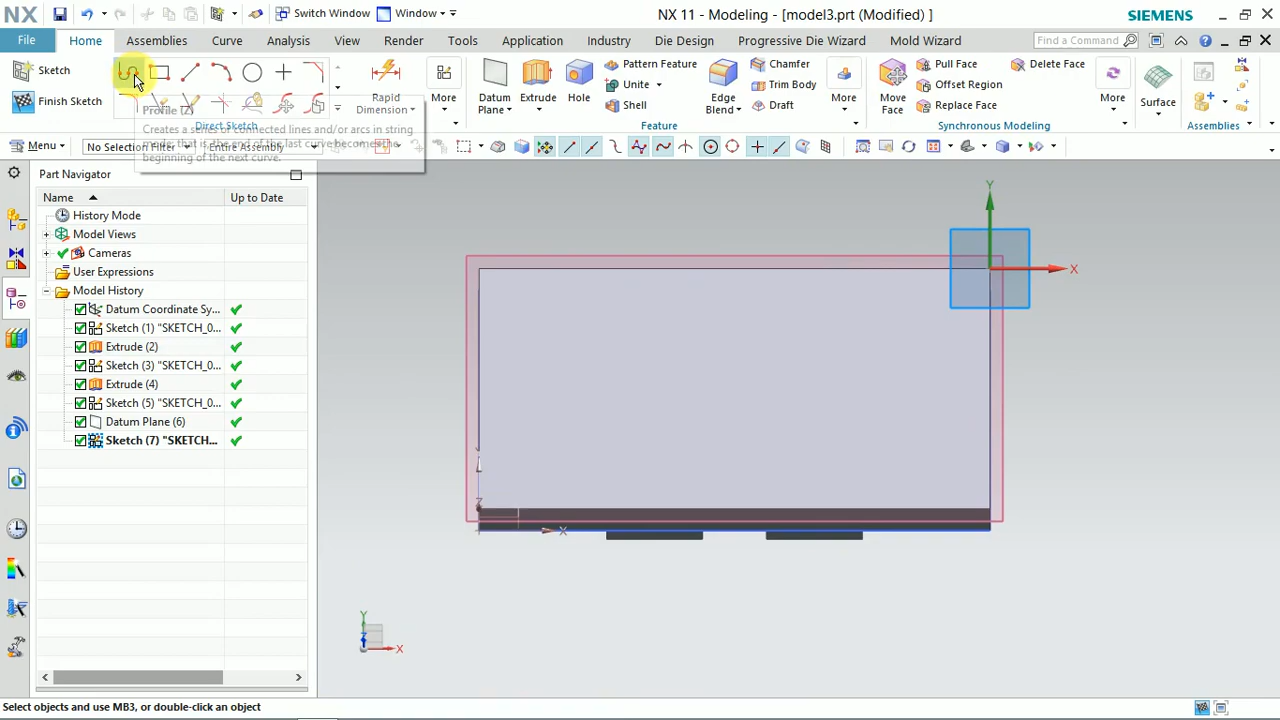 NX
Switch Window
Window
NX 11 - Modeling - [model3.prt (Modified) ]
SIEMENS
File
Home
Assemblies
Curve
Analysis
View
Render
Tools
Application
Industry
Die Design
Progressive Die Wizard
Mold Wizard
Find a Command
Sketch
Finish Sketch
Profile (Z)
Creates a series of connected lines and/or arcs in string
mode; that is, the end of the last curve becomes the
beginning of the next curve.
Direct Sketch
Rapid
Dimension
More
Datum
Plane
Extrude
Hole
Pattern Feature
Unite
Shell
Edge
Blend
Chamfer
Trim Body
Draft
More
Feature
Move
Face
Pull Face
Offset Region
Replace Face
Delete Face
More
Synchronous Modeling
Surface
Assemblies
Menu
No Selection Filter
Entire Assembly
Part Navigator
Name
Up to Date
History Mode
Model Views
Cameras
User Expressions
Model History
Datum Coordinate Sy...
Sketch (1) "SKETCH_0...
Extrude (2)
Sketch (3) "SKETCH_0...
Extrude (4)
Sketch (5) "SKETCH_0...
Datum Plane (6)
Sketch (7) "SKETCH...
Y
X
Z
X
Y
Z
X
Select objects and use MB3, or double-click an object